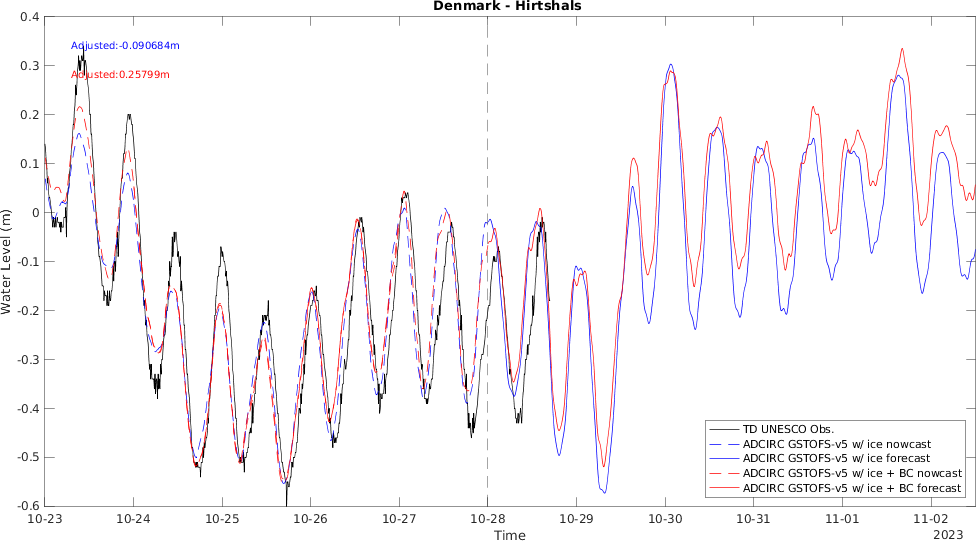 Denmark - Hirtshals
Adjusted:-0.090684m
Adjusted:0.25799m
0.4
0.3
0.2
0.1
0
-0.1
-0.2
-0.3
-0.4
-0.5
-0.6
Water Level (m)
TD UNESCO Obs.
ADCIRC GSTOFS-v5 w/ ice nowcast
ADCIRC GSTOFS-v5 w/ ice forecast
ADCIRC GSTOFS-v5 w/ ice + BC nowcast
ADCIRC GSTOFS-v5 w/ ice + BC forecast
10-23 10-24 10-25 10-26 10-27 10-28 10-29 10-30 10-31 11-01 11-02
Time
2023